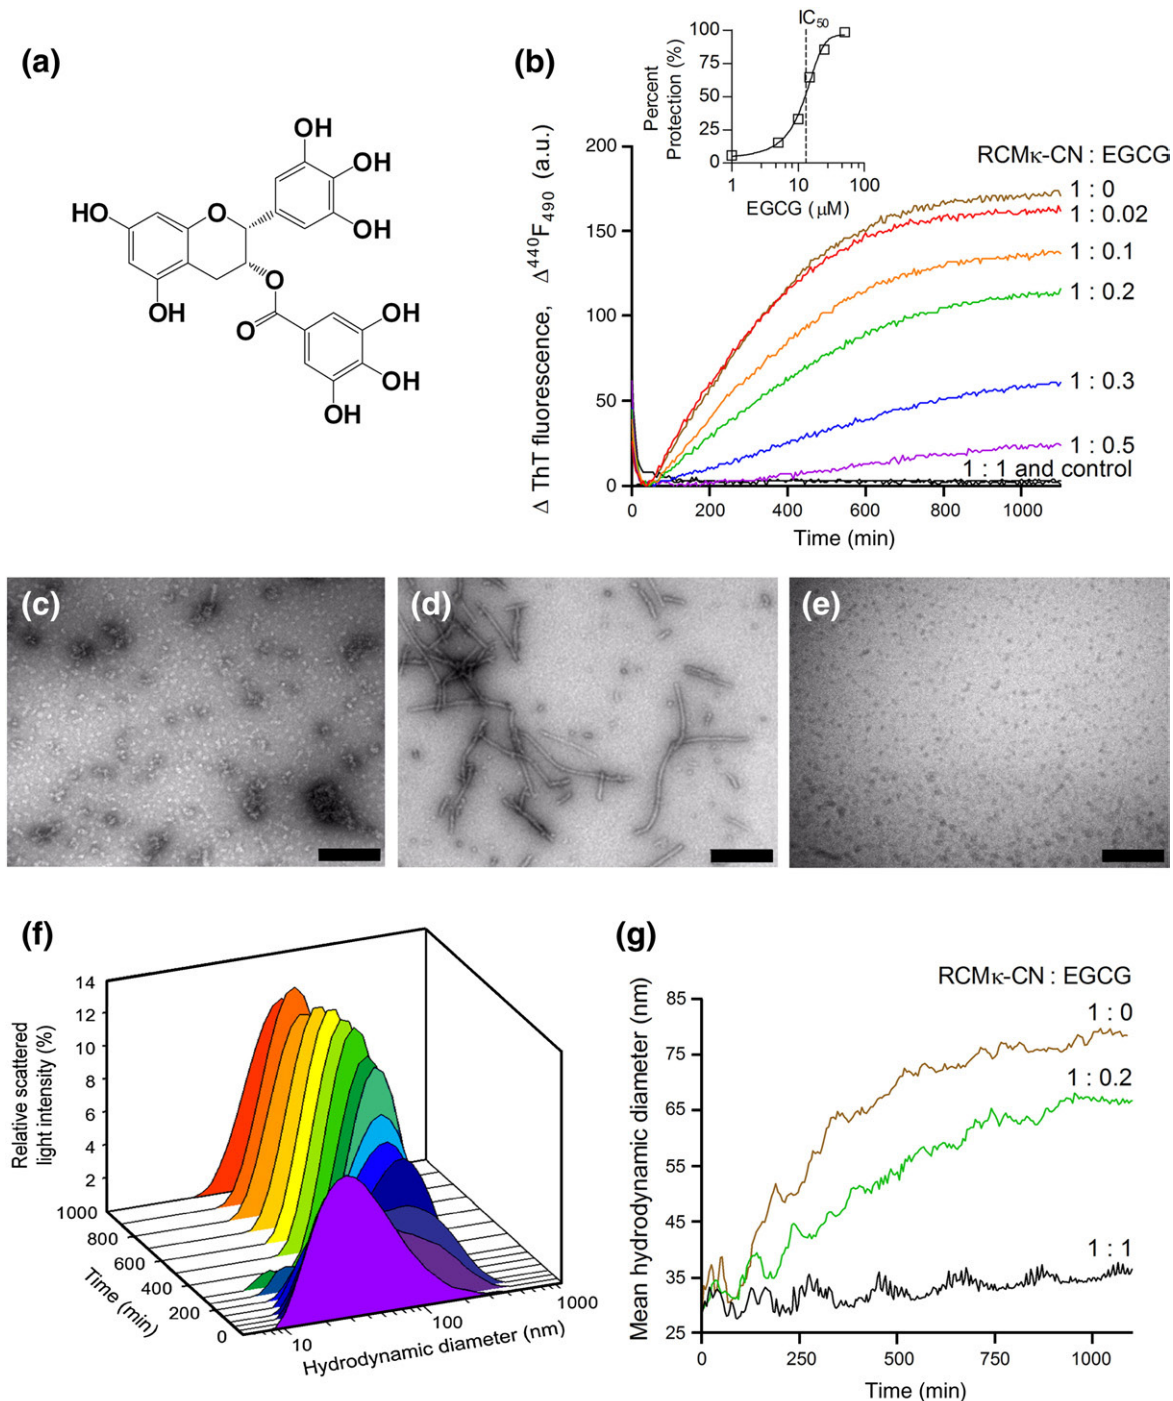 (a)
OH
OH
HO
O
OH
O
OH
O
OH
OH
OH
(b)
IC50
Percent
Protection (%)
100
75
50
25
0
1
10
100
EGCG (μM)
Δ ThT fluorescence, Δ440F490 (a.u.)
200
150
100
50
0
RCMκ-CN : EGCG
1 : 0
1 : 0.02
1 : 0.1
1 : 0.2
1 : 0.3
1 : 0.5
1 : 1 and control
0
200
400
600
800
1000
Time (min)
(c)
(d)
(e)
(f)
Relative scattered
light intensity (%)
14
12
10
8
6
4
2
1000
800
600
400
200
0
Time (min)
10
100
1000
Hydrodynamic diameter (nm)
(g)
Mean hydrodynamic diameter (nm)
85
75
65
55
45
35
25
RCMκ-CN : EGCG
1 : 0
1 : 0.2
1 : 1
0
250
500
750
1000
Time (min)